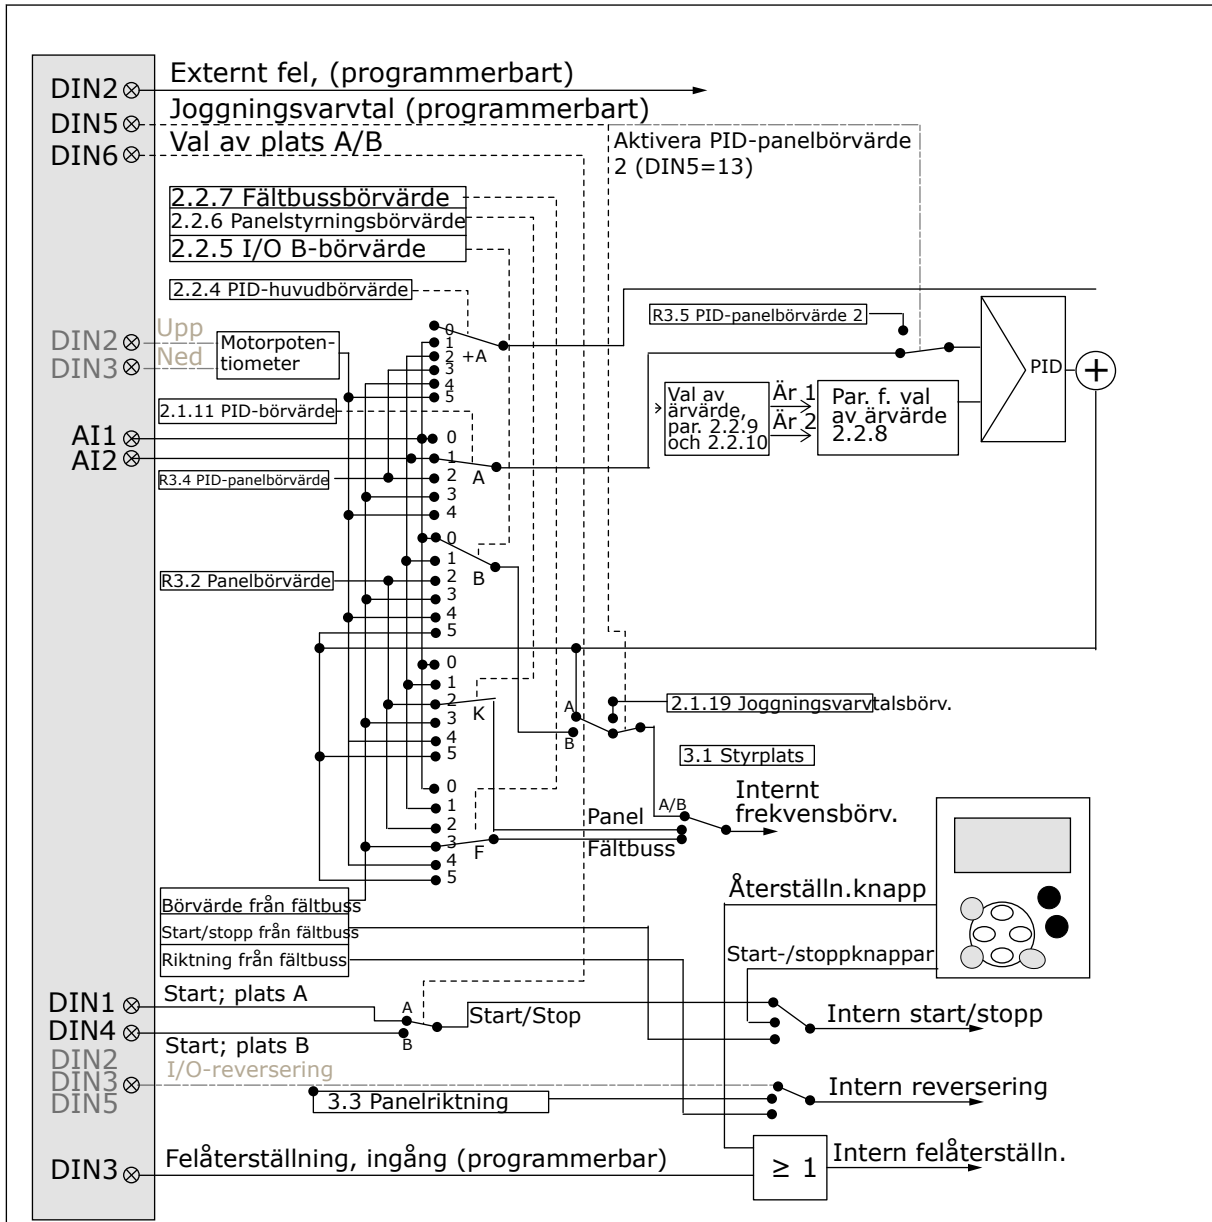 DIN2
Externt fel, (programmerbart)
DIN5
Joggningsvarvtal (programmerbart)
DIN6
Val av plats A/B
Aktivera PID-panelbörvärde
2 (DIN5=13)
2.2.7 Fältbussbörvärde
2.2.6 Panelstyrningsbörvärde
2.2.5 I/O B-börvärde
2.2.4 PID-huvudbörvärde
R3.5 PID-panelbörvärde 2
DIN2
Upp
DIN3
Ned
Motorpoten-
tiometer
0
1
2
3
4
5
+A
PID
+
Val av
ärvärde,
par. 2.2.9
och 2.2.10
Är 1
Är 2
Par. f. val
av ärvärde
2.2.8
2.1.11 PID-börvärde
AI1
AI2
R3.4 PID-panelbörvärde
0
1
2
3
4
A
R3.2 Panelbörvärde
0
1
2
3
4
5
B
0
1
2
3
4
5
K
A
B
2.1.19 Joggningsvarvtalsbörv.
3.1 Styrplats
0
1
2
3
4
5
F
A/B
Panel
Fältbuss
Internt
frekvensbörv.
Börvärde från fältbuss
Start/stopp från fältbuss
Riktning från fältbuss
Återställn.knapp
Start-/stoppknappar
DIN1
Start; plats A
DIN4
Start; plats B
A
B
Start/Stop
Intern start/stopp
DIN2
DIN3
DIN5
I/O-reversering
3.3 Panelriktning
Intern reversering
DIN3
Felåterställning, ingång (programmerbar)
≥ 1
Intern felåterställn.